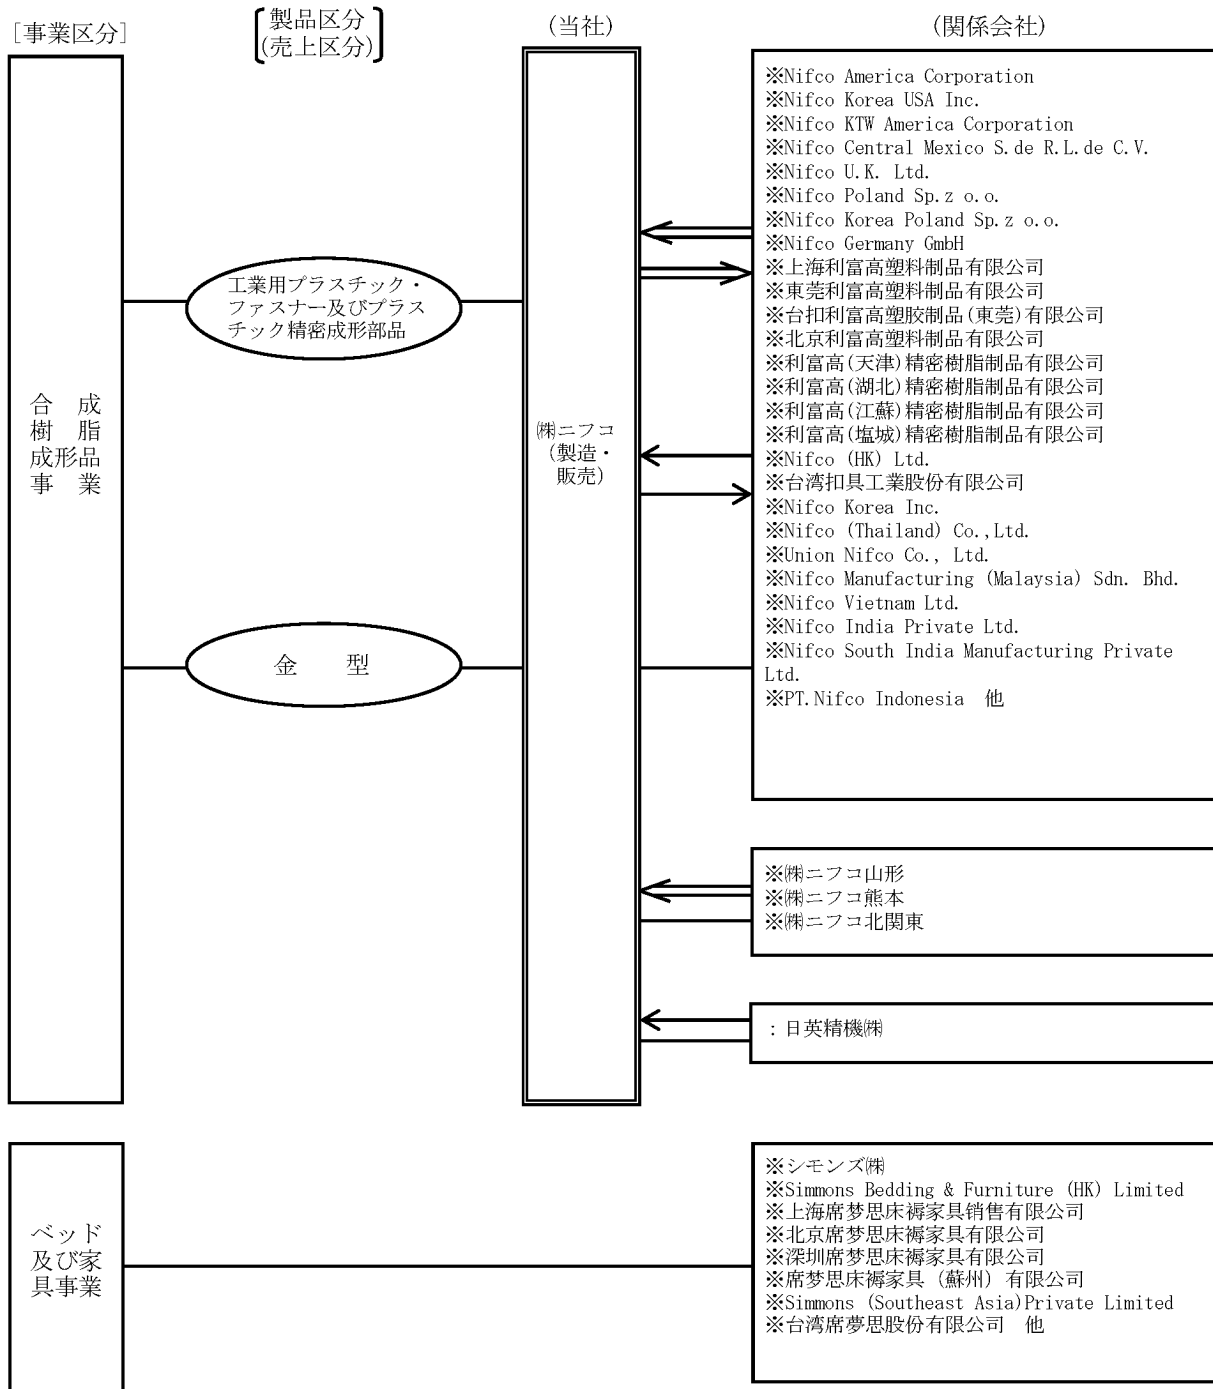 [事業区分]
製品区分
(売上区分)
(当社)
(関係会社)
合成
樹脂
成形品
事業
工業用プラスチック・
ファスナー及びプラス
チック精密成形部品
金型
㈱ニフコ
(製造・
販売)
※Nifco America Corporation
※Nifco Korea USA Inc.
※Nifco KTW America Corporation
※Nifco Central Mexico S.de R.L.de C.V.
※Nifco U.K. Ltd.
※Nifco Poland Sp.z o.o.
※Nifco Korea Poland Sp.z o.o.
※Nifco Germany GmbH
※上海利富高塑料制品有限公司
※東莞利富高塑料制品有限公司
※台扣利富高塑胶制品(東莞)有限公司
※北京利富高塑料制品有限公司
※利富高(天津)精密樹脂制品有限公司
※利富高(湖北)精密樹脂制品有限公司
※利富高(江蘇)精密樹脂制品有限公司
※利富高(塩城)精密樹脂制品有限公司
※Nifco (HK) Ltd.
※台湾扣具工業股份有限公司
※Nifco Korea Inc.
※Nifco (Thailand) Co.,Ltd.
※Union Nifco Co., Ltd.
※Nifco Manufacturing (Malaysia) Sdn. Bhd.
※Nifco Vietnam Ltd.
※Nifco India Private Ltd.
※Nifco South India Manufacturing Private
Ltd.
※PT.Nifco Indonesia　他
※㈱ニフコ山形
※㈱ニフコ熊本
※㈱ニフコ北関東
：日英精機㈱
ベッド
及び家
具事業
※シモンズ㈱
※Simmons Bedding & Furniture (HK) Limited
※上海席梦思床褥家具销售有限公司
※北京席梦思床褥家具有限公司
※深圳席梦思床褥家具有限公司
※席梦思床褥家具（蘇州）有限公司
※Simmons (Southeast Asia)Private Limited
※台湾席夢思股份有限公司　他